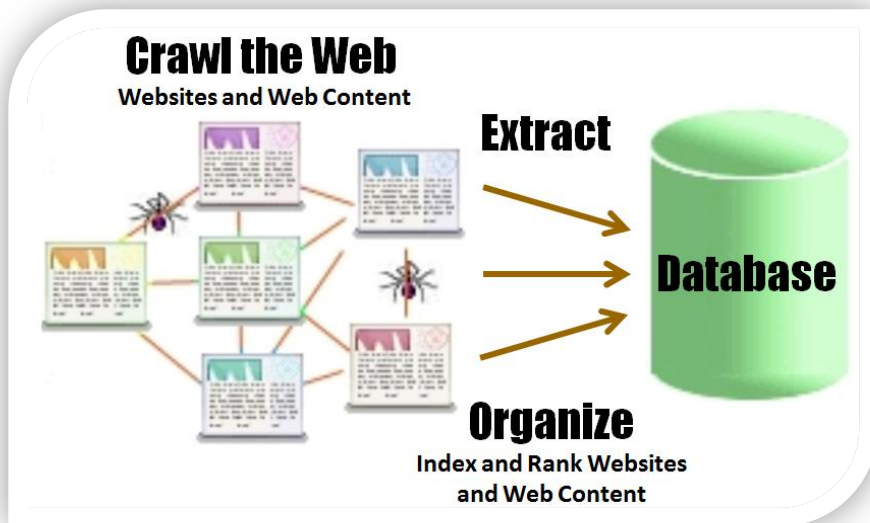 Crawl the Web
Websites and Web Content
Extract
Database
Organize
Index and Rank Websites
and Web Content